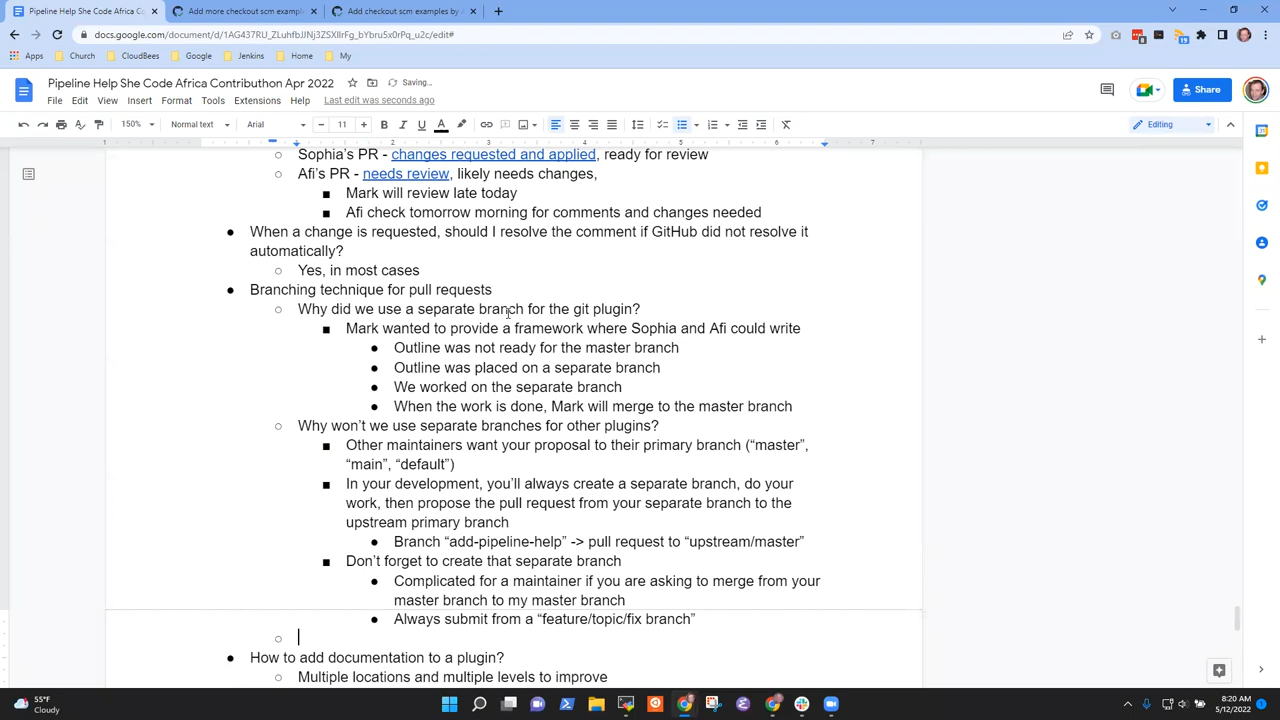 Pipeline Help She Code Africa C
Add more checkout scm exampl
Add checkout scm examples by A
docs.google.com/document/d/1AG437RU_ZLuhfbJJNj3ZSXIIrFg_bYbru5x0rPq_u2c/edit#
Apps Church CloudBees Google Jenkins Home My
Pipeline Help She Code Africa Contributhon Apr 2022 Saving...
File Edit View Insert Format Tools Extensions Help Last edit was seconds ago
Share
150% Normal text Arial 11 Editing
1 1 2 3 4 5 6 7
○ Sophia's PR - changes requested and applied, ready for review
○ Afi's PR - needs review, likely needs changes,
■ Mark will review late today
■ Afi check tomorrow morning for comments and changes needed
● When a change is requested, should I resolve the comment if GitHub did not resolve it
automatically?
○ Yes, in most cases
● Branching technique for pull requests
○ Why did we use a separate branch for the git plugin?
■ Mark wanted to provide a framework where Sophia and Afi could write
● Outline was not ready for the master branch
● Outline was placed on a separate branch
● We worked on the separate branch
● When the work is done, Mark will merge to the master branch
○ Why won't we use separate branches for other plugins?
■ Other maintainers want your proposal to their primary branch (“master”,
“main”, “default”)
■ In your development, you'll always create a separate branch, do your
work, then propose the pull request from your separate branch to the
upstream primary branch
● Branch “add-pipeline-help” -> pull request to “upstream/master”
■ Don't forget to create that separate branch
● Complicated for a maintainer if you are asking to merge from your
master branch to my master branch
● Always submit from a “feature/topic/fix branch”
○
● How to add documentation to a plugin?
○ Multiple locations and multiple levels to improve
55°F
Cloudy
8:20 AM
5/12/2022